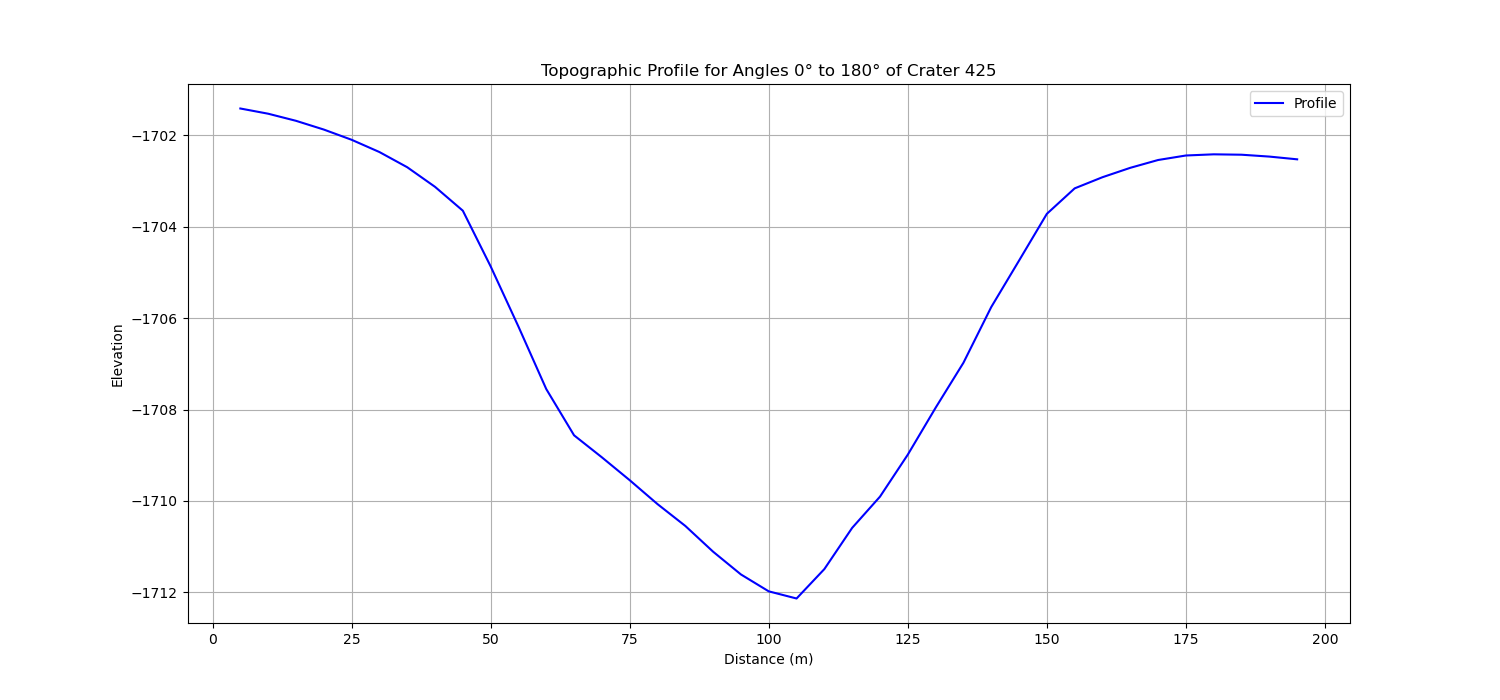 Topographic Profile for Angles 0° to 180° of Crater 425
Profile
Elevation
−1702
−1704
−1706
−1708
−1710
−1712
0 25 50 75 100 125 150 175 200
Distance (m)